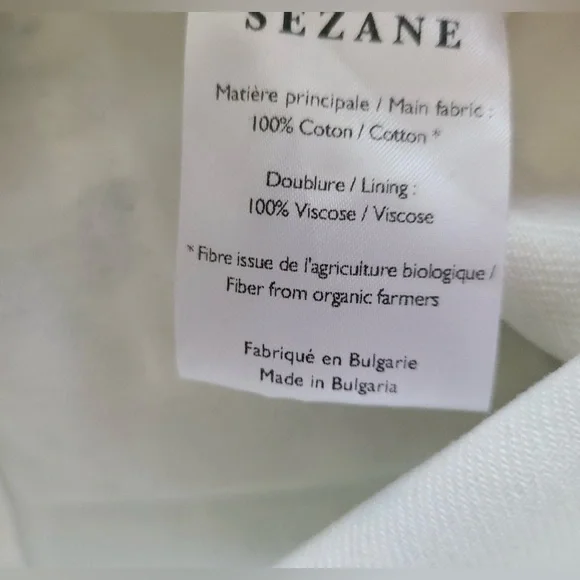 SEZANE
Matière principale / Main fabric :
100% Coton / Cotton *
Doublure / Lining :
100% Viscose / Viscose
* Fibre issue de l'agriculture biologique /
Fiber from organic farmers
Fabriqué en Bulgarie
Made in Bulgaria